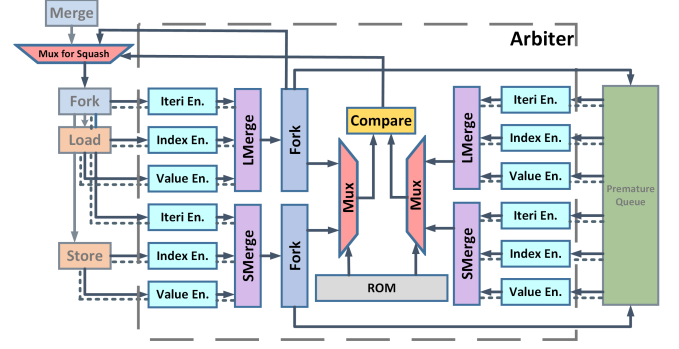 Merge
Arbiter
Mux for Squash
Fork
Iteri En.
LMerge
Fork
Compare
LMerge
Iteri En.
Load
Index En.
Index En.
Value En.
Mux
Mux
Value En.
Premature
Queue
Iteri En.
SMerge
Fork
SMerge
Iteri En.
Store
Index En.
Index En.
Value En.
ROM
Value En.